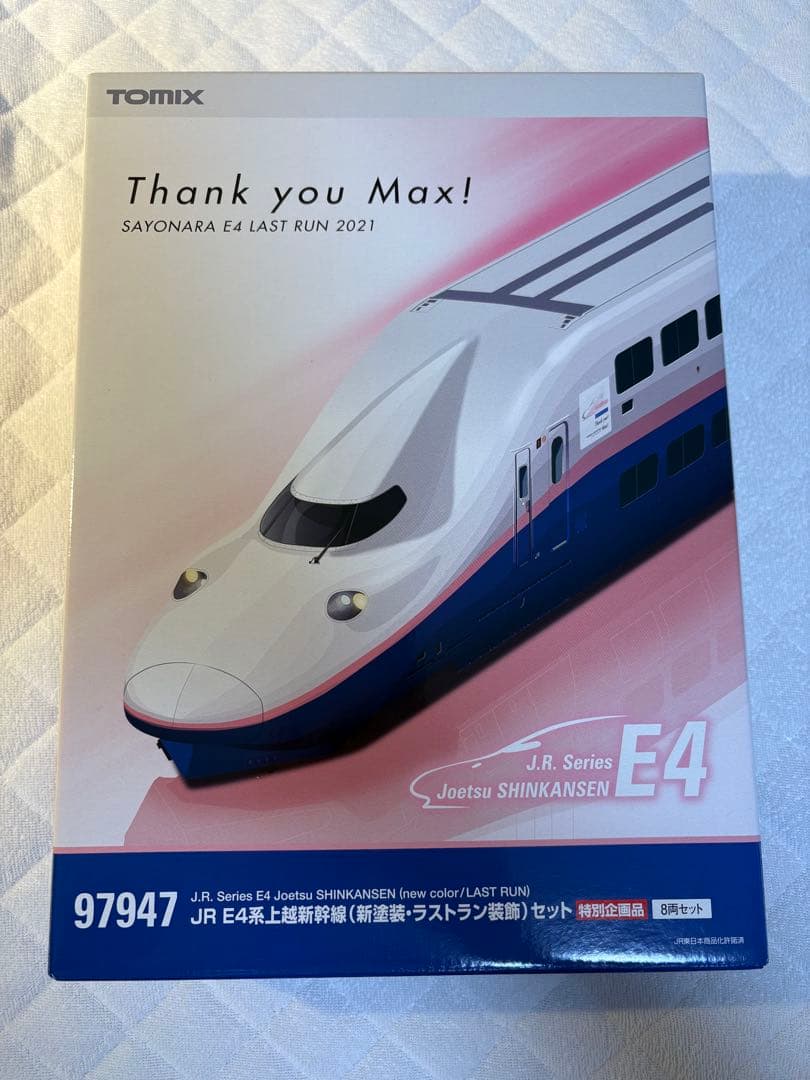 TOMIX
Thank you Max!
SAYONARA E4 LAST RUN 2021
Thank you!
J.R. Series E4
Joetsu SHINKANSEN
97947
J.R. Series E4 Joetsu SHINKANSEN (new color/LAST RUN)
JR E4系上越新幹線(新塗装・ラストラン装飾)セット 特別企画品 8両セット
JR東日本商品化許諾済